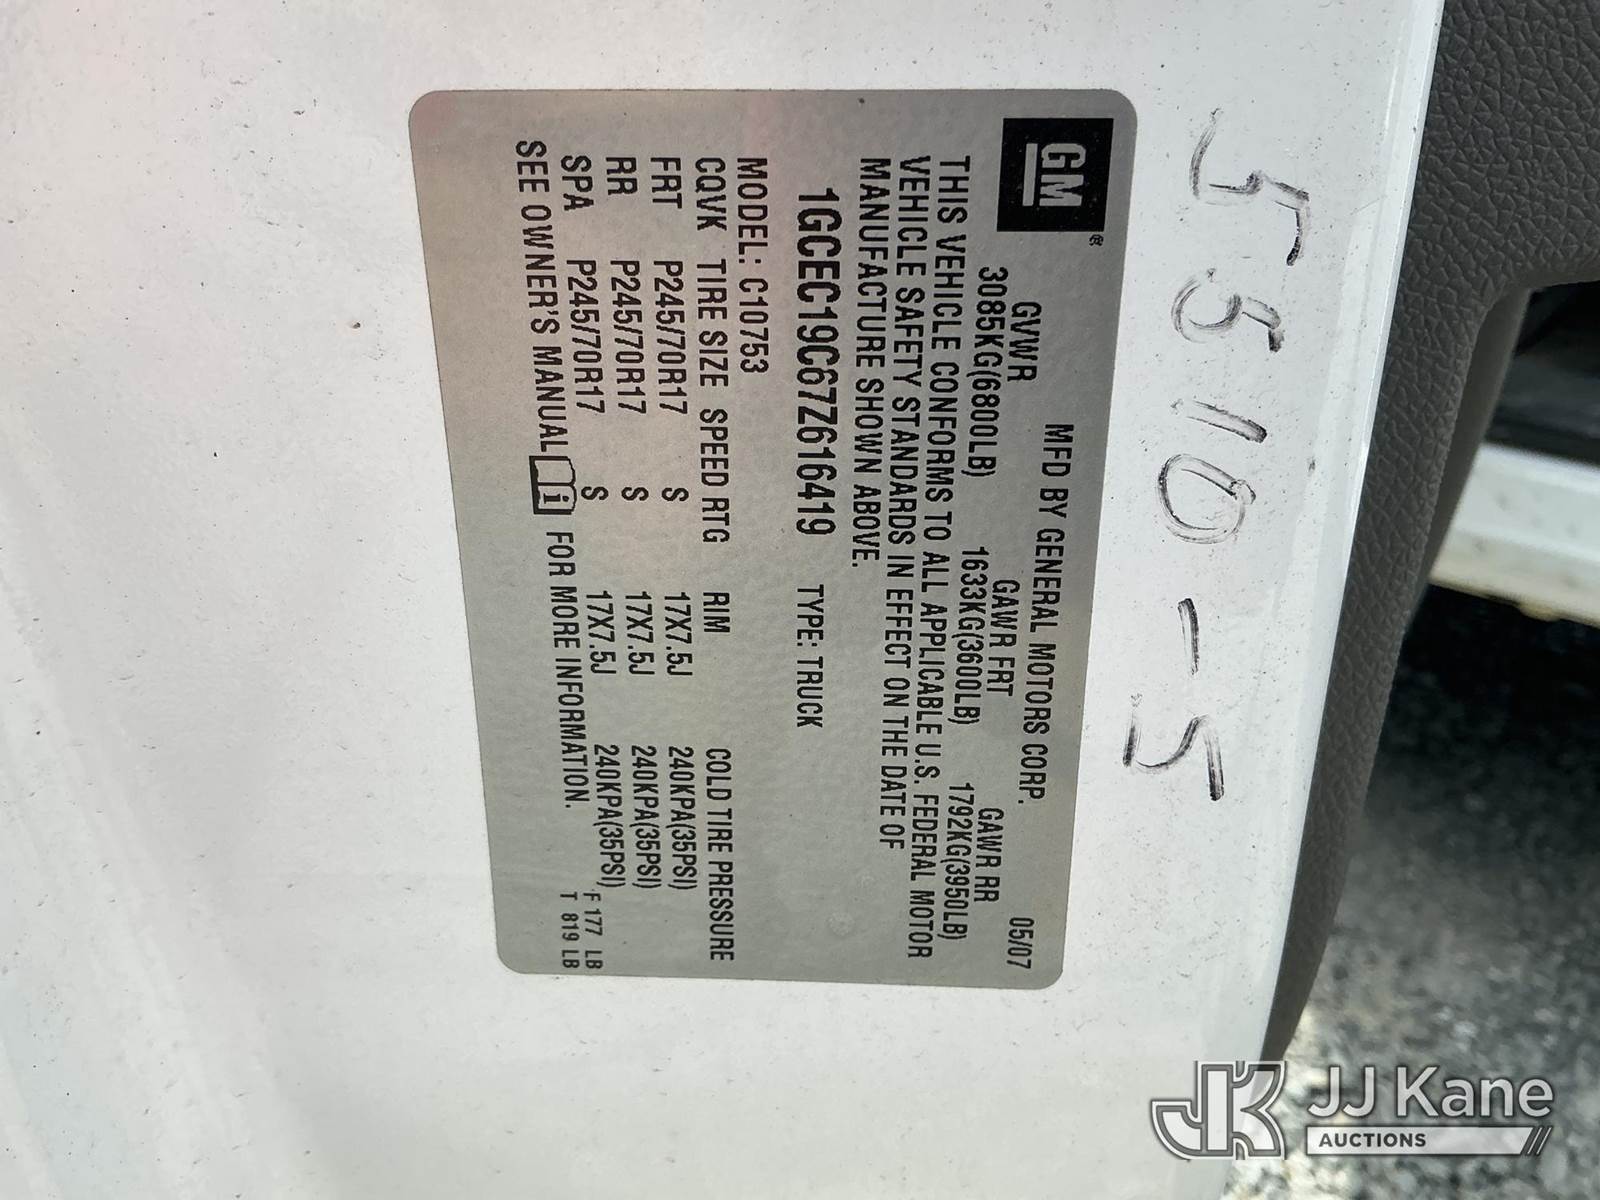 5510-5
GM®
MFD BY GENERAL MOTORS CORP.
05/07
GVWR GAWR FRT GAWR RR
3085KG(6800LB) 1633KG(3600LB) 1792KG(3950LB)
THIS VEHICLE CONFORMS TO ALL APPLICABLE U.S. FEDERAL MOTOR
VEHICLE SAFETY STANDARDS IN EFFECT ON THE DATE OF
MANUFACTURE SHOWN ABOVE.
1GCEC19C67Z616419 TYPE: TRUCK
MODEL: C10753
CQVK TIRE SIZE SPEED RTG RIM COLD TIRE PRESSURE
FRT P245/70R17 S 17X7.5J 240KPA(35PSI)
RR P245/70R17 S 17X7.5J 240KPA(35PSI)
SPA P245/70R17 S 17X7.5J 240KPA(35PSI)
SEE OWNER'S MANUAL i FOR MORE INFORMATION.
F 177 LB
T 819 LB
JK JJ Kane
AUCTIONS